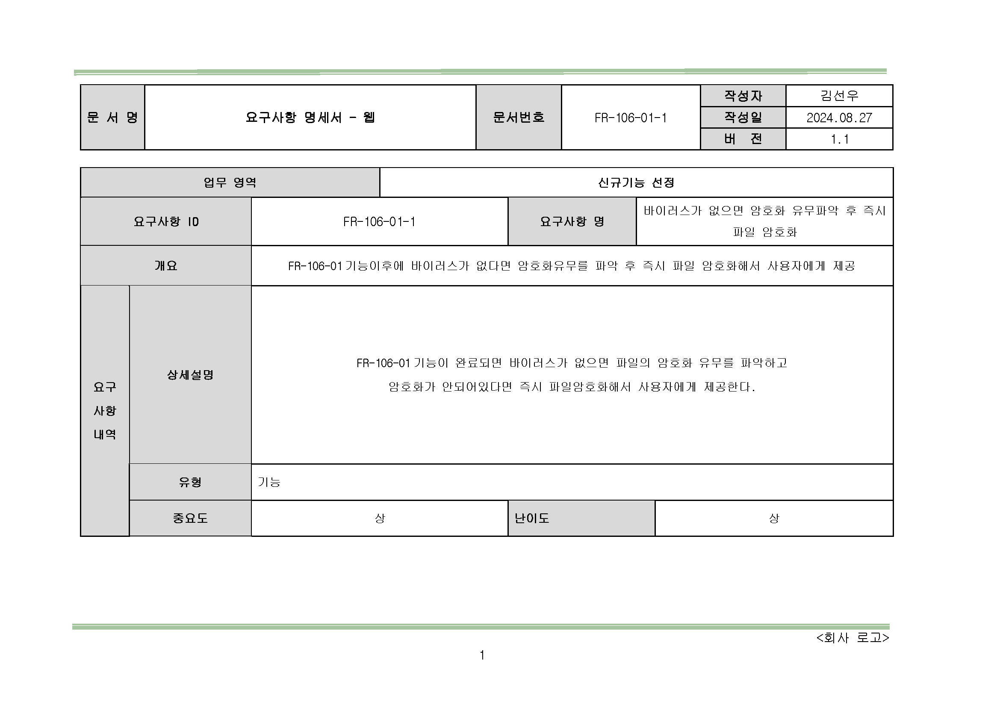 문 서 명
요구사항 명세서 - 웹
문서번호
FR-106-01-1
작성자
김선우
작성일
2024.08.27
버 전
1.1
업무 영역
신규기능 선정
요구사항 ID
FR-106-01-1
요구사항 명
바이러스가 없으면 암호화 유무파악 후 즉시
파일 암호화
개요
FR-106-01기능이후에 바이러스가 없다면 암호화유무를 파악 후 즉시 파일 암호화해서 사용자에게 제공
요구
사항
내역
상세설명
FR-106-01기능이 완료되면 바이러스가 없으면 파일의 암호화 유무를 파악하고
암호화가 안되어있다면 즉시 파일암호화해서 사용자에게 제공한다.
유형
기능
중요도
상
난이도
상
<회사 로고>
1